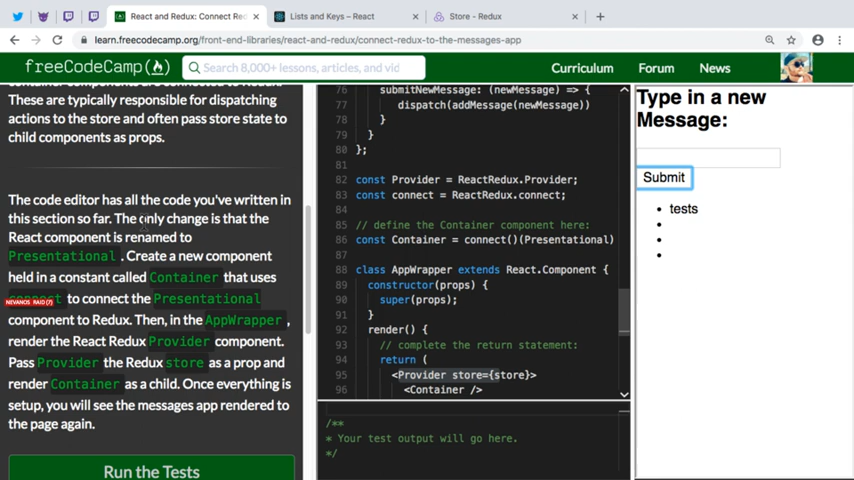 React and Redux: Connect Red
Lists and Keys – React
Store - Redux
learn.freecodecamp.org/front-end-libraries/react-and-redux/connect-redux-to-the-messages-app
freeCodeCamp
Search 8,000+ lessons, articles, and vid
Curriculum
Forum
News
container components are connected to Redux.
These are typically responsible for dispatching
actions to the store and often pass store state to
child components as props.
The code editor has all the code you've written in
this section so far. The only change is that the
React component is renamed to
Presentational . Create a new component
held in a constant called Container that uses
NEVANOS RAID (7)
connect to connect the Presentational
component to Redux. Then, in the AppWrapper ,
render the React Redux Provider component.
Pass Provider the Redux store as a prop and
render Container as a child. Once everything is
setup, you will see the messages app rendered to
the page again.
Run the Tests
76 submitNewMessage: (newMessage) => {
77 dispatch(addMessage(newMessage))
78 }
79 }
80 };
81
82 const Provider = ReactRedux.Provider;
83 const connect = ReactRedux.connect;
84
85 // define the Container component here:
86 const Container = connect()(Presentational)
87
88 class AppWrapper extends React.Component {
89 constructor(props) {
90 super(props);
91 }
92 render() {
93 // complete the return statement:
94 return (
95 <Provider store={store}>
96 <Container />
/**
* Your test output will go here.
*/
Type in a new
Message:
Submit
tests